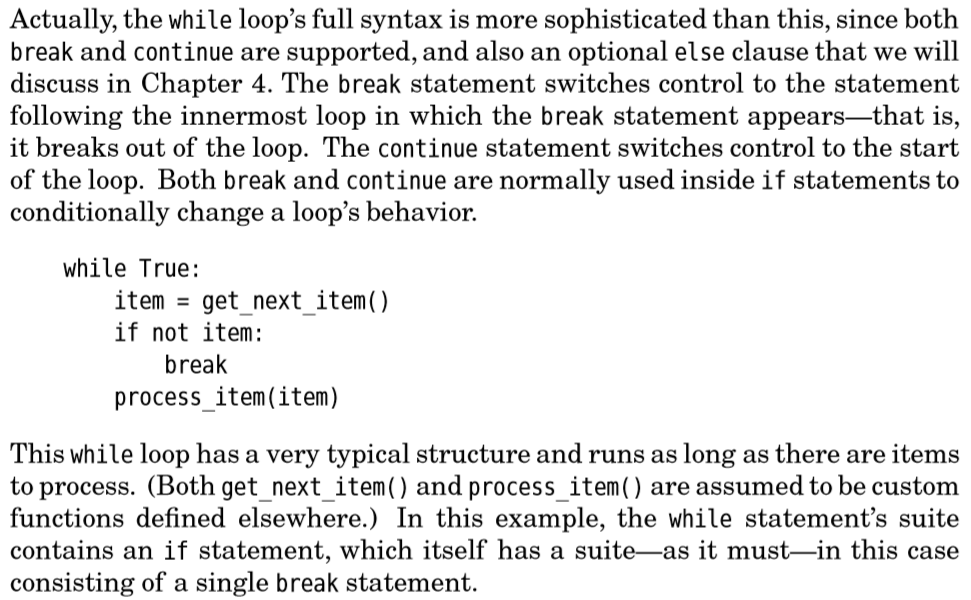 Actually, the while loop’s full syntax is more sophisticated than this, since both
break and continue are supported, and also an optional else clause that we will
discuss in Chapter 4. The break statement switches control to the statement
following the innermost loop in which the break statement appears—that is,
it breaks out of the loop. The continue statement switches control to the start
of the loop. Both break and continue are normally used inside if statements to
conditionally change a loop’s behavior.
while True:
    item = get_next_item()
    if not item:
        break
    process_item(item)
This while loop has a very typical structure and runs as long as there are items
to process. (Both get_next_item() and process_item() are assumed to be custom
functions defined elsewhere.) In this example, the while statement’s suite
contains an if statement, which itself has a suite—as it must—in this case
consisting of a single break statement.